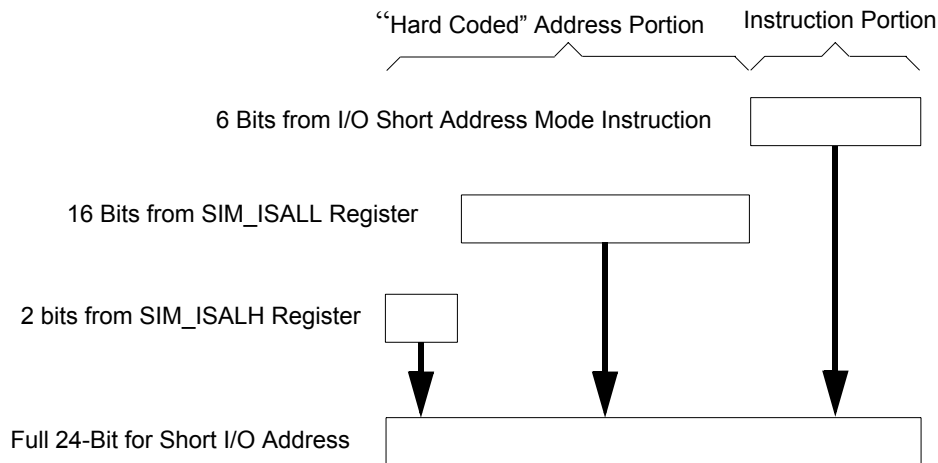 “Hard Coded” Address Portion
Instruction Portion
6 Bits from I/O Short Address Mode Instruction
16 Bits from SIM_ISALL Register
2 bits from SIM_ISALH Register
Full 24-Bit for Short I/O Address